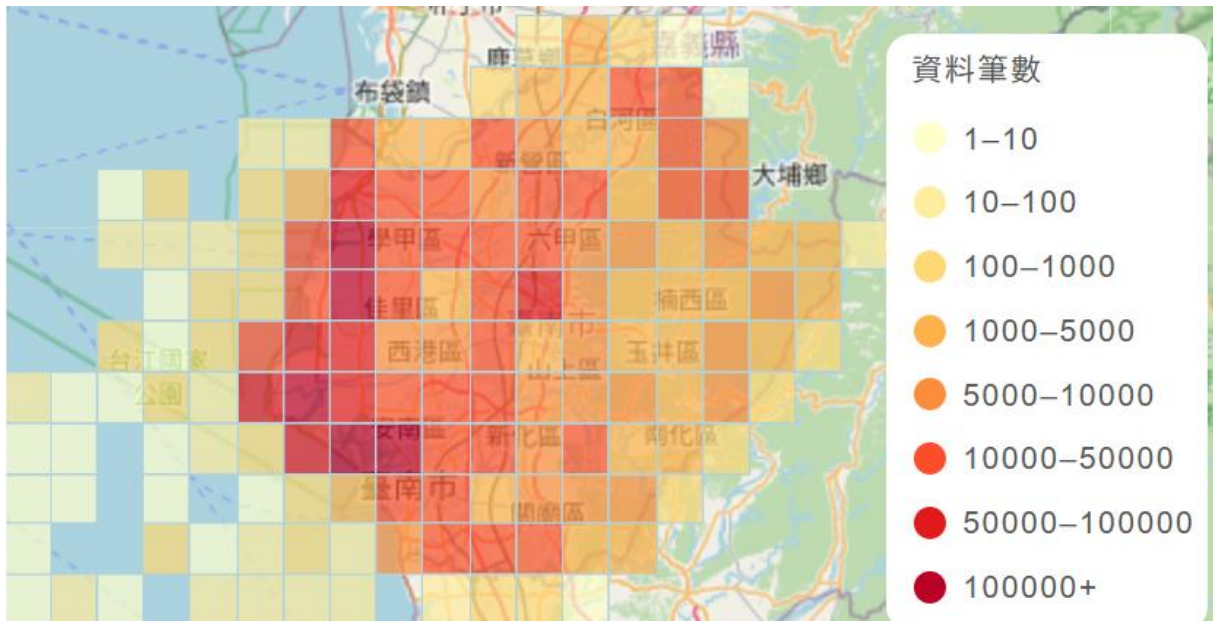 嘉義縣
布袋鎮
白河區
新營區
大埔鄉
學甲區
六甲區
佳里區
楠西區
臺南市
西港區
玉井區
台江國家
公園
山上區
安南區
新化區
南化區
臺南市
關廟區
資料筆數
1–10
10–100
100–1000
1000–5000
5000–10000
10000–50000
50000–100000
100000+